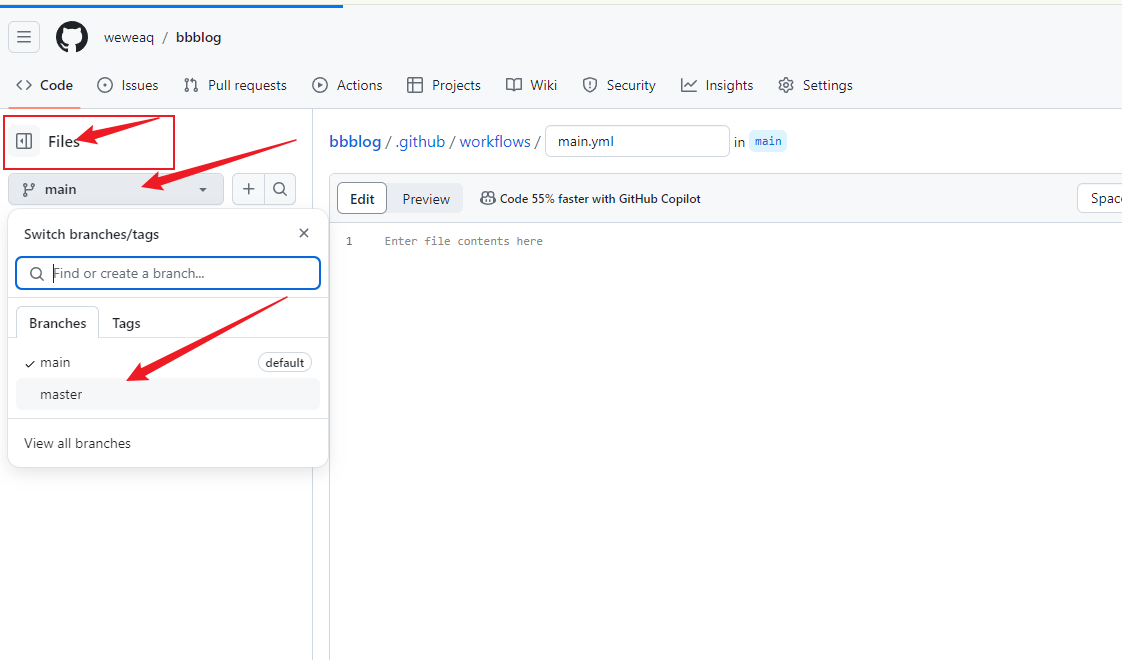 weweaq / bbblog
Code Issues Pull requests Actions Projects Wiki Security Insights Settings
Files
bbblog / .github / workflows / main.yml in main
main
Edit Preview Code 55% faster with GitHub Copilot Spac
Switch branches/tags
1 Enter file contents here
Find or create a branch...
Branches Tags
main default
master
View all branches